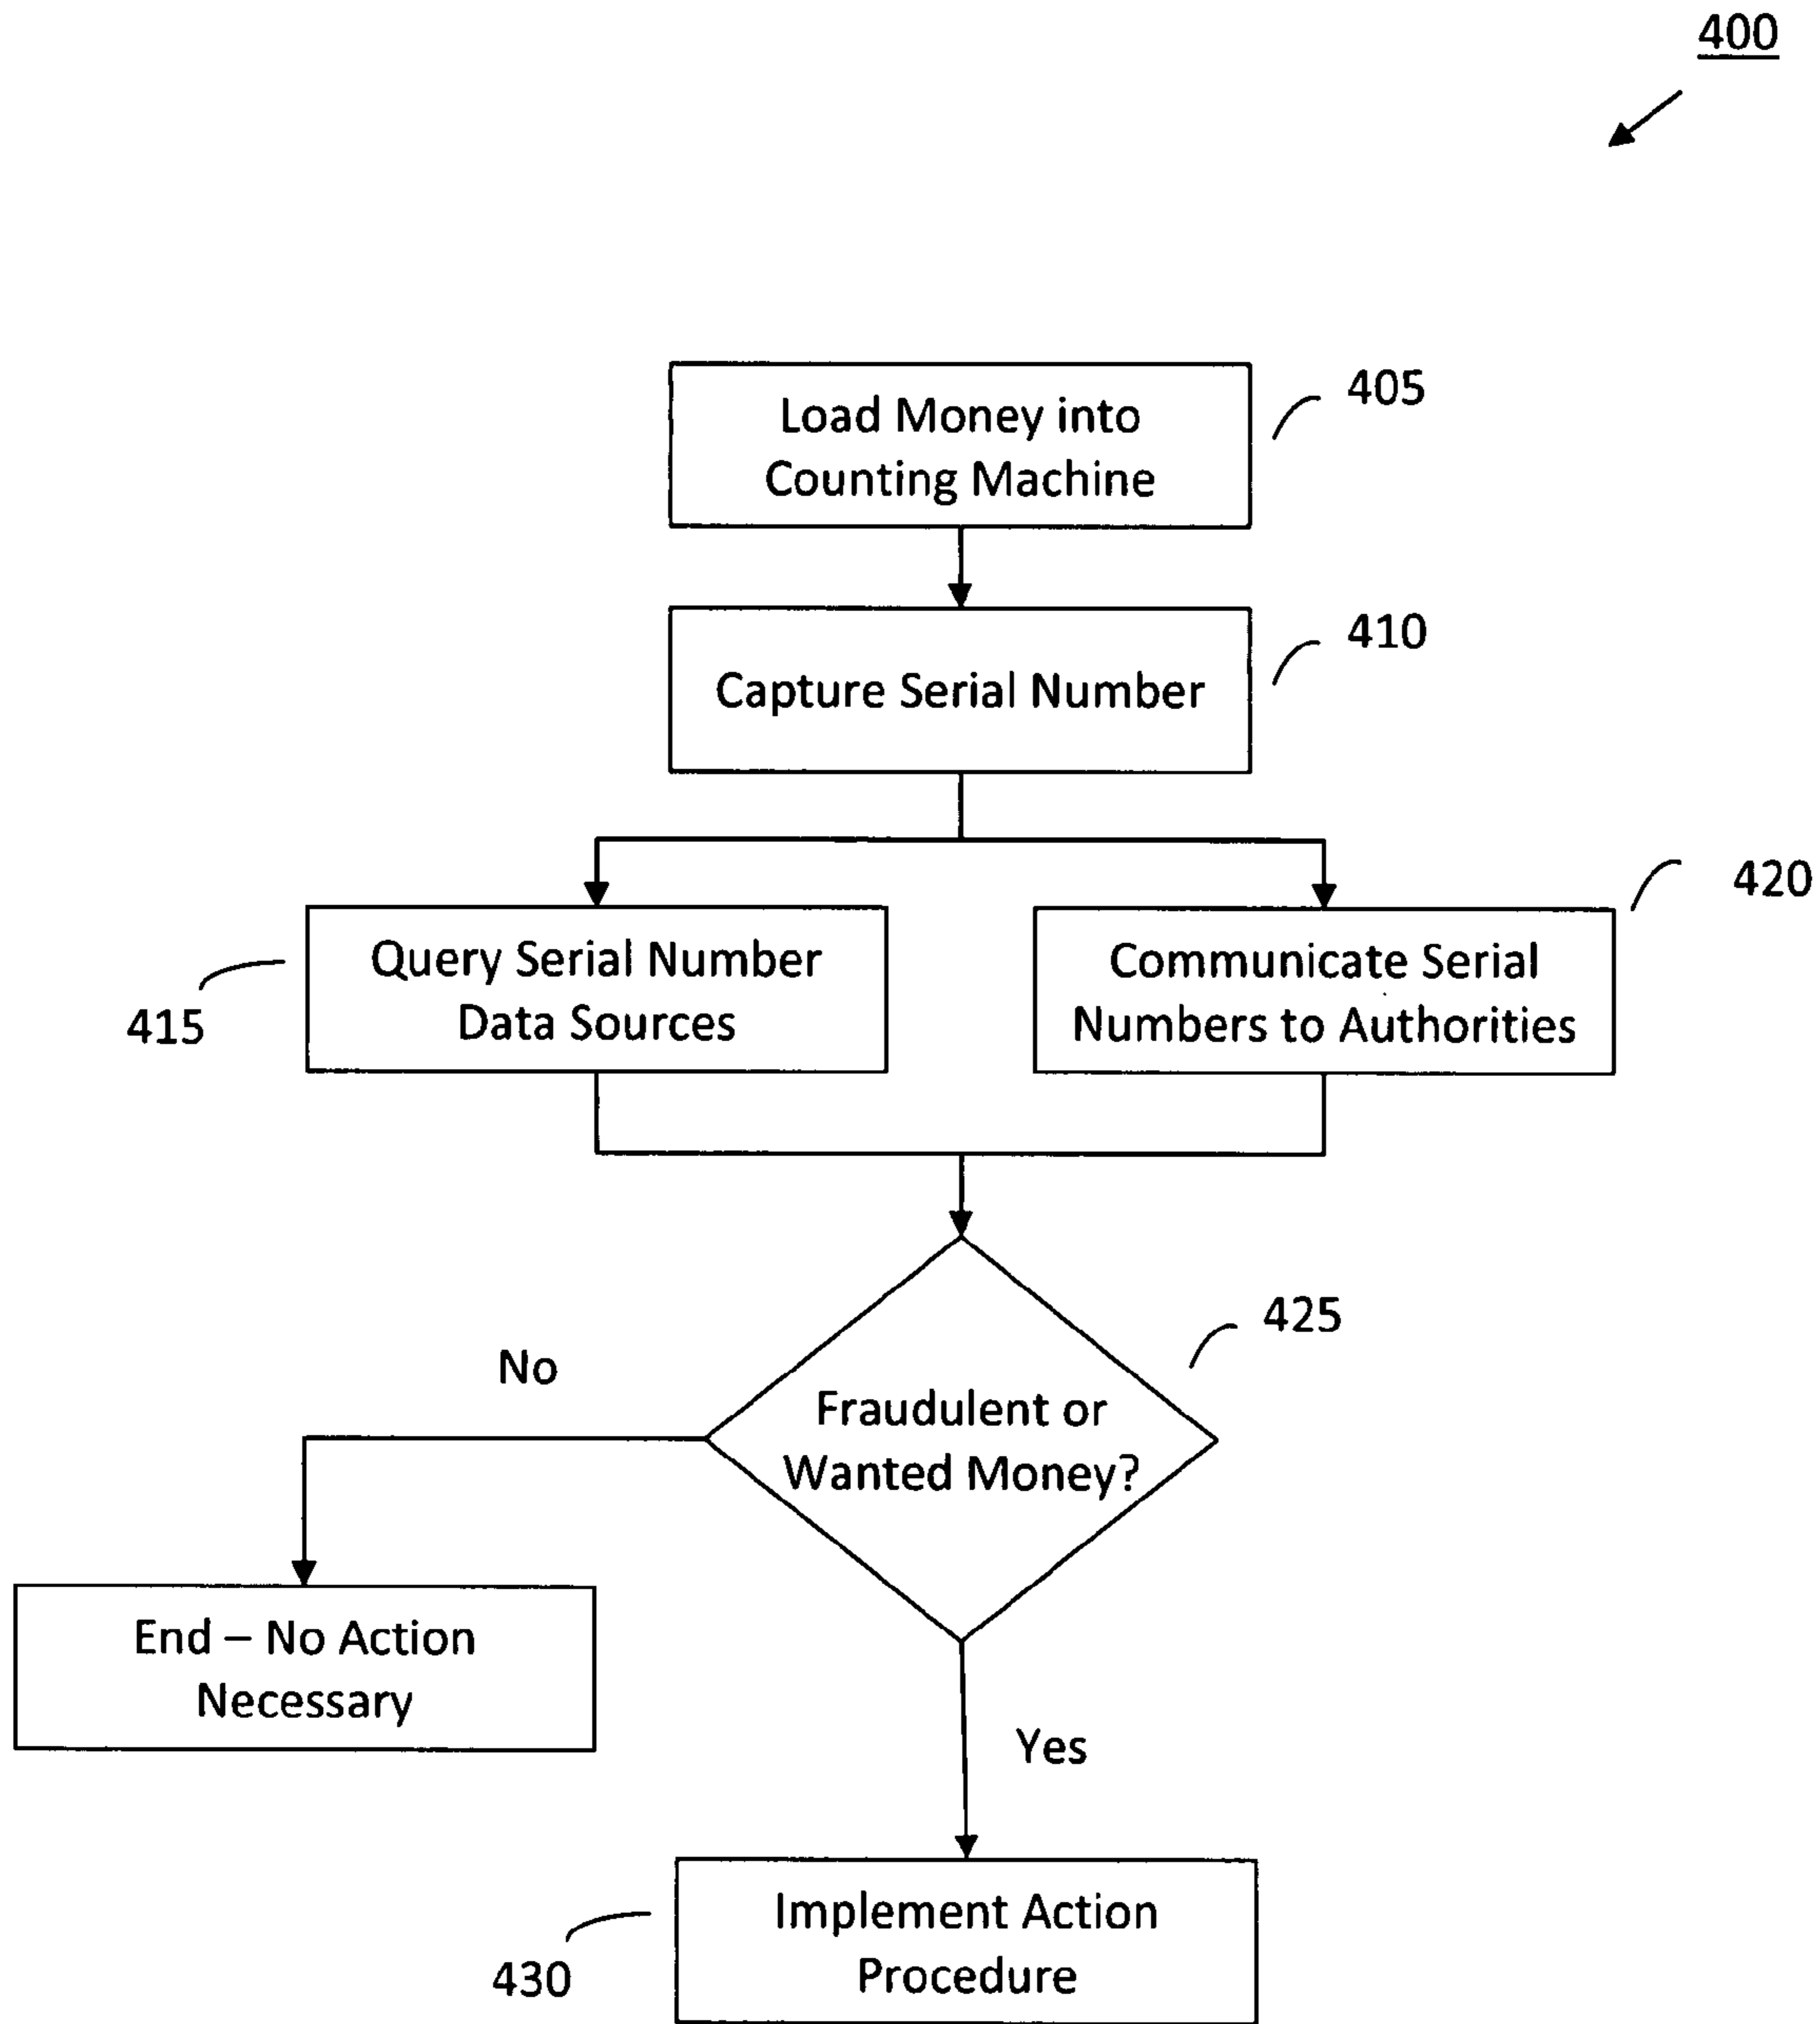 400
Load Money into
Counting Machine
405
Capture Serial Number
410
Query Serial Number
Data Sources
415
Communicate Serial
Numbers to Authorities
420
Fraudulent or
Wanted Money?
425
No
End – No Action
Necessary
Yes
Implement Action
Procedure
430